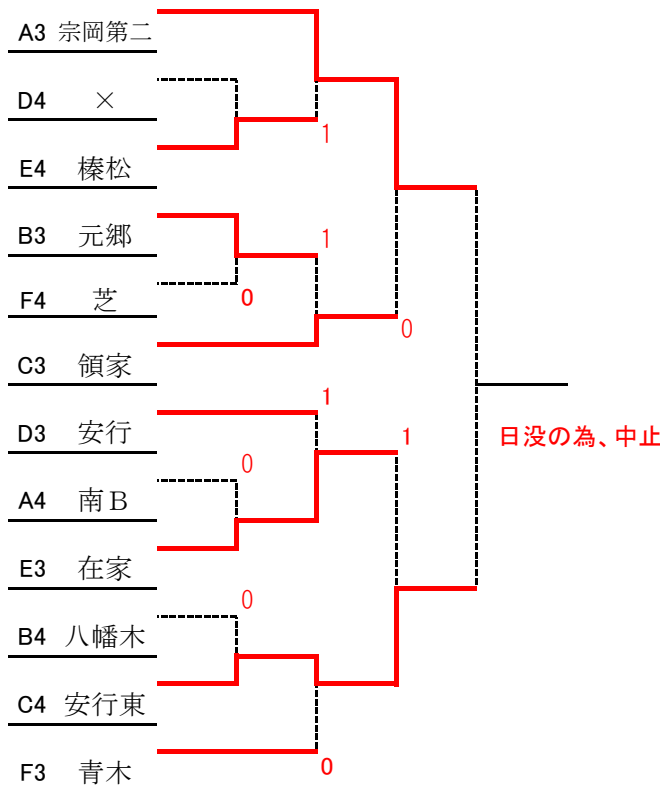 A3 宗岡第二
D4 ×
1
E4 榛松
B3 元郷
1
F4 芝
0
0
C3 領家
1
D3 安行
1
日没の為、中止
0
A4 南B
E3 在家
0
B4 八幡木
C4 安行東
F3 青木
0